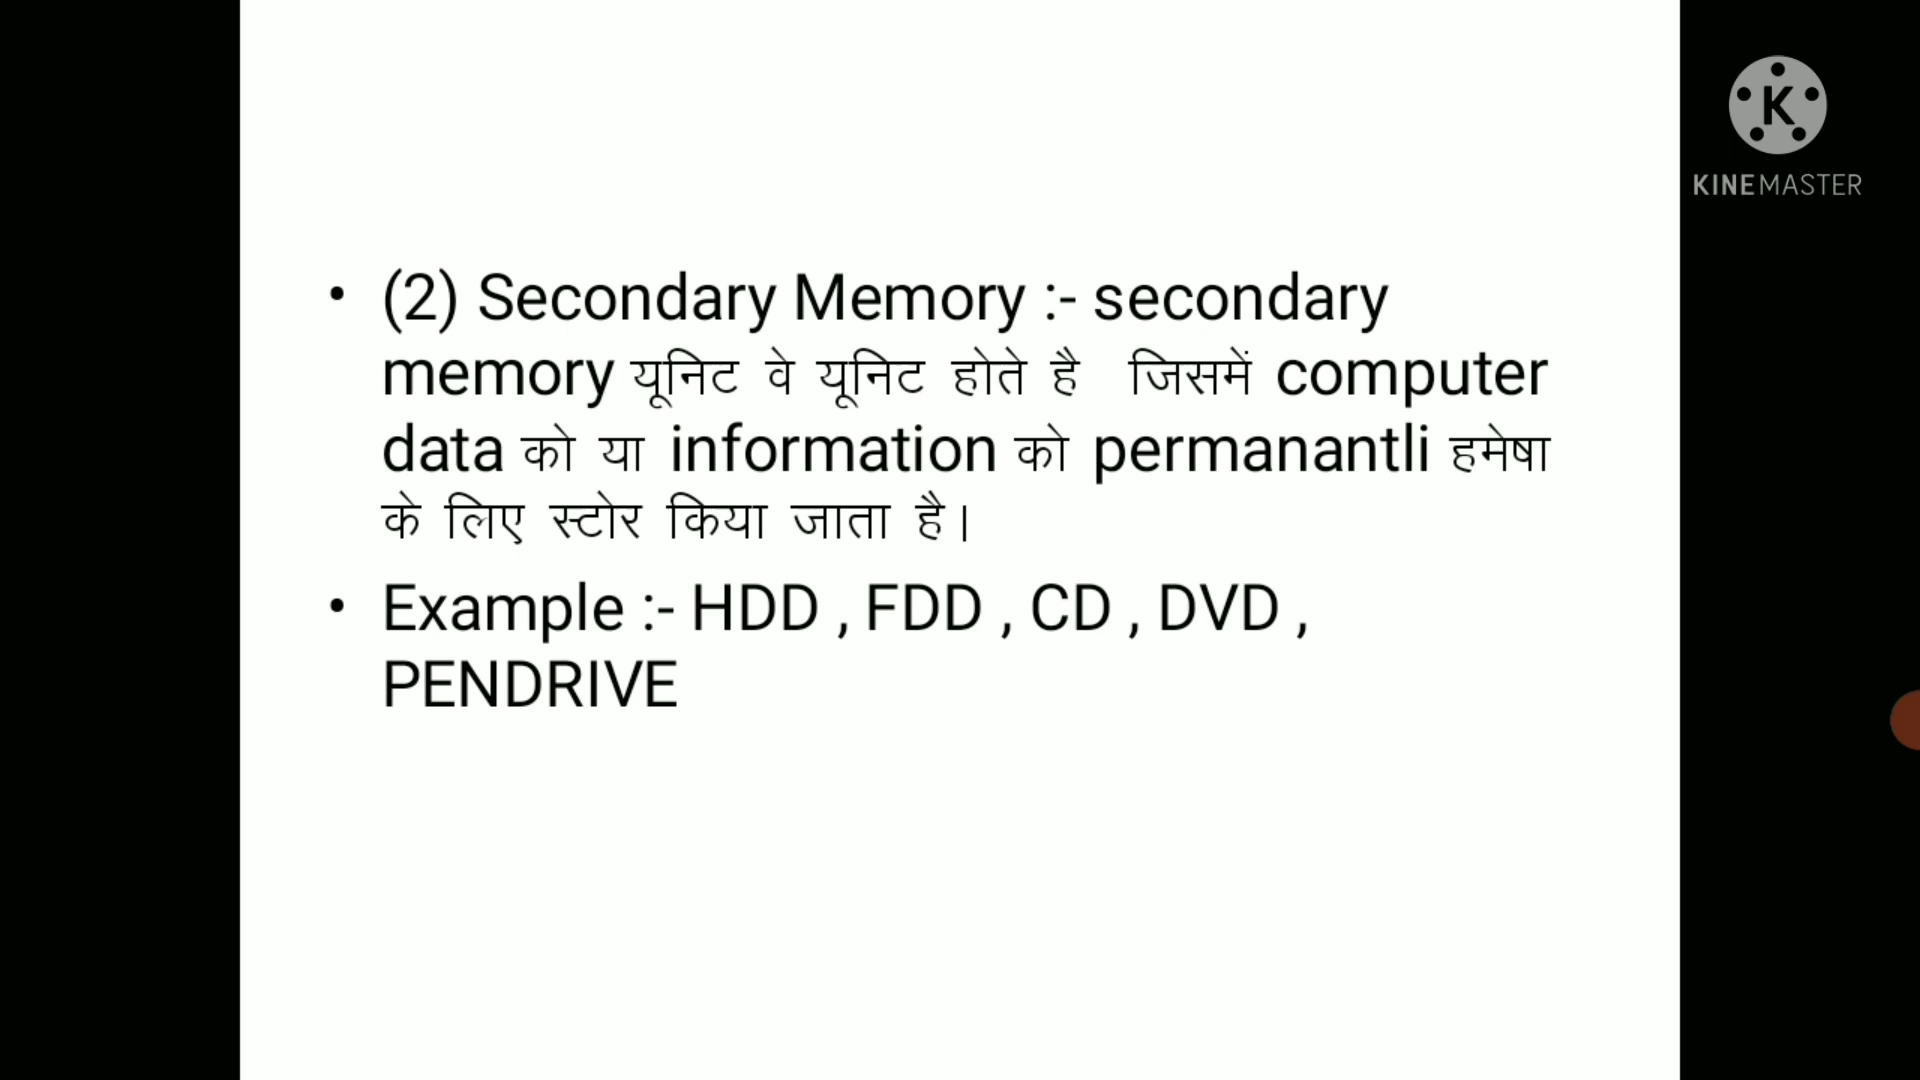 K
KINEMASTER
• (2) Secondary Memory :- secondary
memory यूनिट वे यूनिट होते है जिसमें computer
data को या information को permanantli हमेषा
के लिए स्टोर किया जाता है।
• Example :- HDD , FDD , CD , DVD ,
PENDRIVE